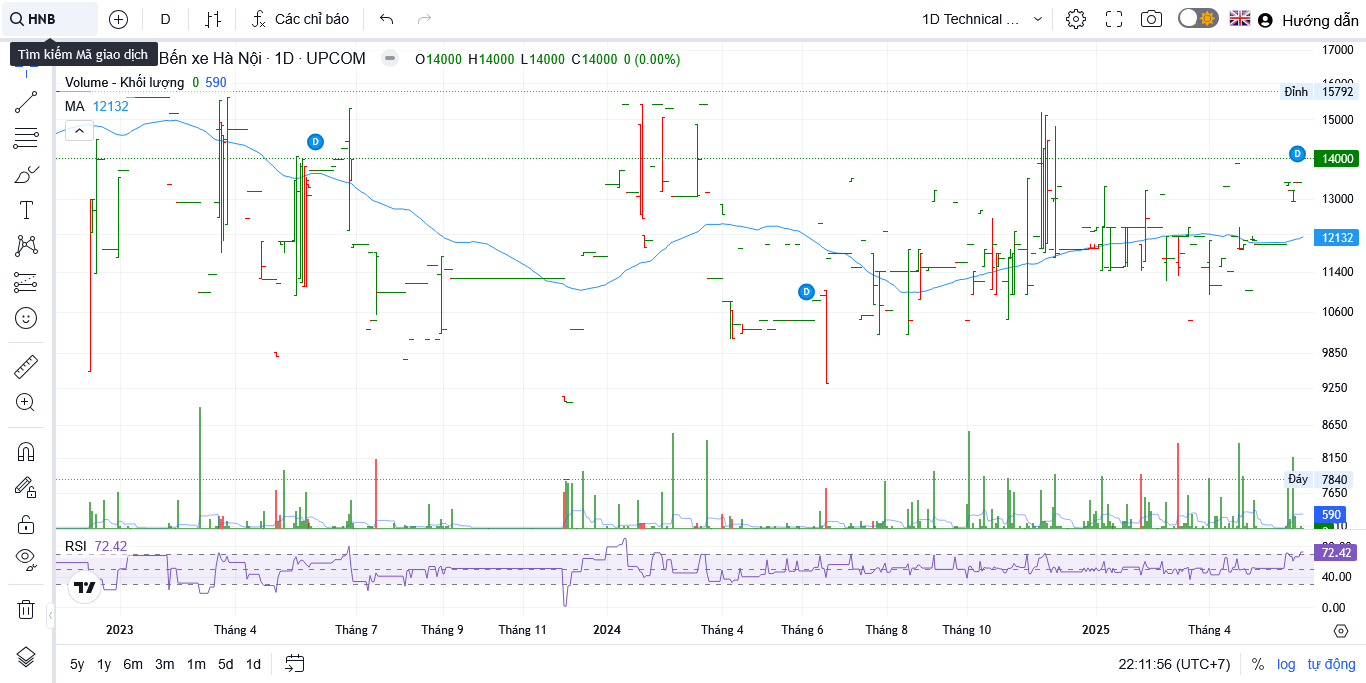 HNB
D
Các chỉ báo
1D Technical ...
Hướng dẫn
Tìm kiếm Mã giao dịch
Bến xe Hà Nội · 1D · UPCOM
O14000 H14000 L14000 C14000 0 (0.00%)
Volume - Khối lượng 0 590
MA 12132
D
D
D
17000
16000
Đỉnh 15792
15000
14000
13000
12132
11400
10600
9850
9250
8650
8150
Đáy 7840
7650
590
RSI 72.42
72.42
40.00
0.00
2023 Tháng 4 Tháng 7 Tháng 9 Tháng 11 2024 Tháng 4 Tháng 6 Tháng 8 Tháng 10 2025 Tháng 4
5y 1y 6m 3m 1m 5d 1d
22:11:56 (UTC+7) % log tự động